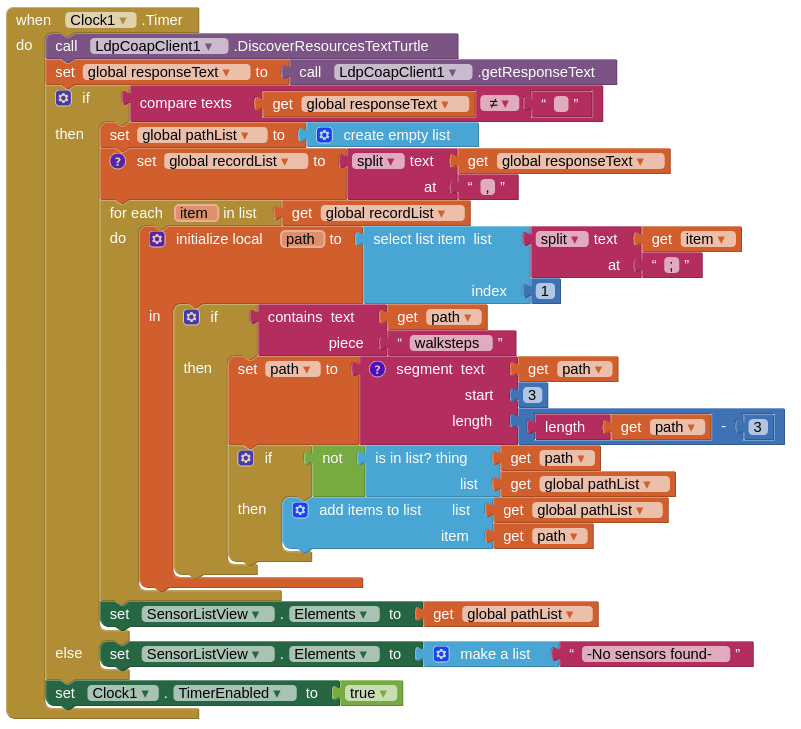 when Clock1 ▾ .Timer
do call LdpCoapClient1 ▾ .DiscoverResourcesTextTurtle
set global responseText ▾ to call LdpCoapClient1 ▾ .getResponseText
if compare texts get global responseText ▾ ≠ ▾ “ ”
then set global pathList ▾ to create empty list
? set global recordList ▾ to split ▾ text get global responseText ▾
at “ , ”
for each item in list get global recordList ▾
do initialize local path to select list item list split ▾ text get item ▾
at “ ; ”
index 1
in if contains text get path ▾
piece “ walksteps ”
then set path ▾ to ? segment text get path ▾
start 3
length length get path ▾ - 3
if not is in list? thing get path ▾
list get global pathList ▾
then add items to list list get global pathList ▾
item get path ▾
set SensorListView ▾ . Elements ▾ to get global pathList ▾
else set SensorListView ▾ . Elements ▾ to make a list “ -No sensors found- ”
set Clock1 ▾ . TimerEnabled ▾ to true ▾